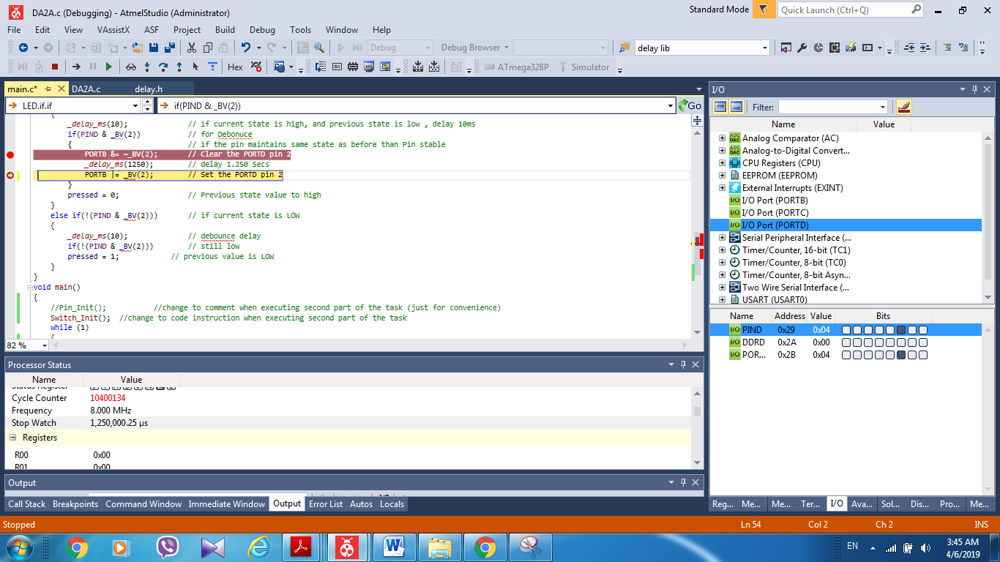 DA2A.c (Debugging) - AtmelStudio (Administrator)
Standard Mode
Quick Launch (Ctrl+Q)
File Edit View VAssistX ASF Project Build Debug Tools Window Help
Debug Debug Browser delay lib
Hex ATmega328P Simulator
main.c* DA2A.c delay.h
LED.if.if if(PIND & _BV(2)) Go
{
_delay_ms(10); // if current State is high, and previous state is low , delay 10ms
if(PIND & _BV(2)) // for Debonuce
{ // if the pin maintains same state as before than Pin stable
PORTB &= ~_BV(2); // Clear the PORTD pin 2
_delay_ms(1250); // delay 1.250 Secs
PORTB |= _BV(2); // Set the PORTD pin 2
}
pressed = 0; // Previous state value to high
}
else if(!(PIND & _BV(2))) // if current state is LOW
{
_delay_ms(10); // debounce delay
if(!(PIND & _BV(2))) // still low
pressed = 1; // previous value is LOW
}
}
void main()
{
//Pin_Init(); //change to comment when executing second part of the task (just for convenience)
Switch_Init(); //change to code instruction when executing second part of the task
while (1)
{
82 %
Processor Status
Name Value
Status Register
Cycle Counter 10400134
Frequency 8.000 MHz
Stop Watch 1,250,000.25 µs
Registers
R00 0x00
R01 0x00
Output
Call Stack Breakpoints Command Window Immediate Window Output Error List Autos Locals
I/O
Filter:
Name Value
Analog Comparator (AC)
Analog-to-Digital Convert...
CPU Registers (CPU)
EEPROM (EEPROM)
External Interrupts (EXINT)
I/O Port (PORTB)
I/O Port (PORTC)
I/O Port (PORTD)
Serial Peripheral Interface (...
Timer/Counter, 16-bit (TC1)
Timer/Counter, 8-bit (TC0)
Timer/Counter, 8-bit Asyn...
Two Wire Serial Interface (...
USART (USART0)
Name Address Value Bits
PIND 0x29 0x04
DDRD 0x2A 0x00
POR... 0x2B 0x04
Reg... Me... Me... Ter... I/O Ava... Sol... Dis... Pro... Me...
Stopped Ln 54 Col 2 Ch 2 INS
EN 3:45 AM
4/6/2019